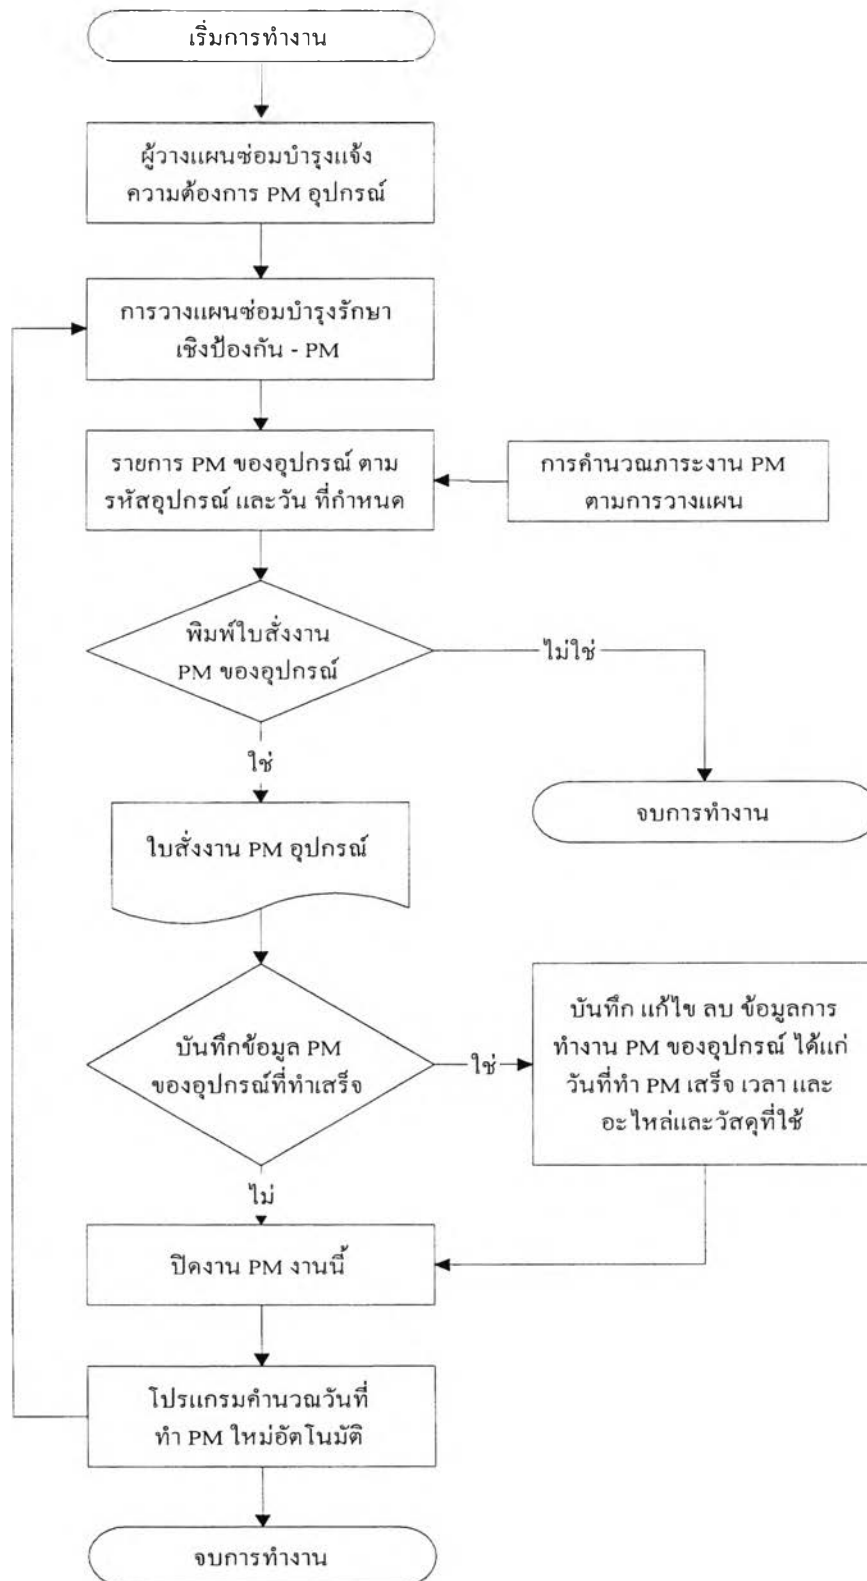 เริ่มการทำงาน
ผู้วางแผนซ่อมบำรุงแจ้ง
ความต้องการ PM อุปกรณ์
การวางแผนซ่อมบำรุงรักษา
เชิงป้องกัน - PM
รายการ PM ของอุปกรณ์ ตาม
รหัสอุปกรณ์ และวัน ที่กำหนด
การคำนวณภาระงาน PM
ตามการวางแผน
พิมพ์ใบสั่งงาน
PM ของอุปกรณ์
ไม่ใช่
ใช่
จบการทำงาน
ใบสั่งงาน PM อุปกรณ์
บันทึกข้อมูล PM
ของอุปกรณ์ที่ทำเสร็จ
ใช่
บันทึก แก้ไข ลบ ข้อมูลการ
ทำงาน PM ของอุปกรณ์ ได้แก่
วันที่ทำ PM เสร็จ เวลา และ
อะไหล่และวัสดุที่ใช้
ไม่
ปิดงาน PM งานนี้
โปรแกรมคำนวณวันที่
ทำ PM ใหม่อัตโนมัติ
จบการทำงาน